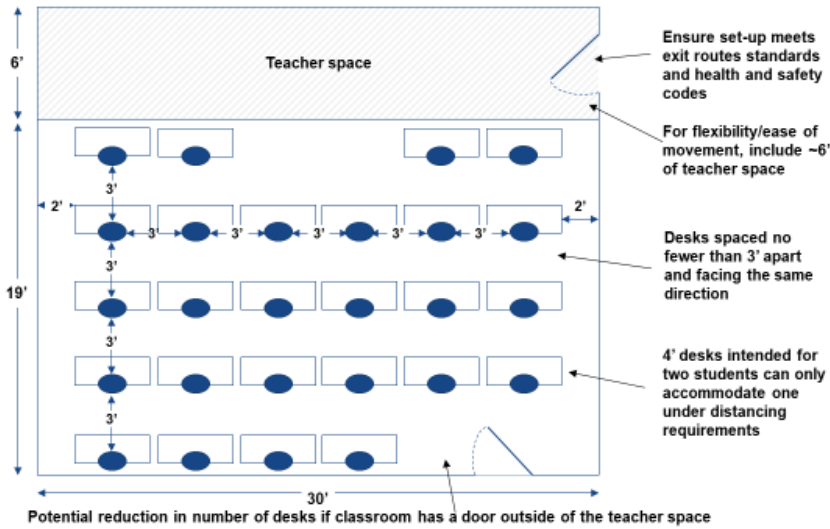 Ensure set-up meets
exit routes standards
and health and safety
codes
6’
Teacher space
For flexibility/ease of
movement, include ~6’
of teacher space
3’
2’
2’
3’
3’
3’
3’
3’
3’
Desks spaced no
fewer than 3’ apart
and facing the same
direction
19’
3’
4’ desks intended for
two students can only
accommodate one
under distancing
requirements
3’
30’
Potential reduction in number of desks if classroom has a door outside of the teacher space